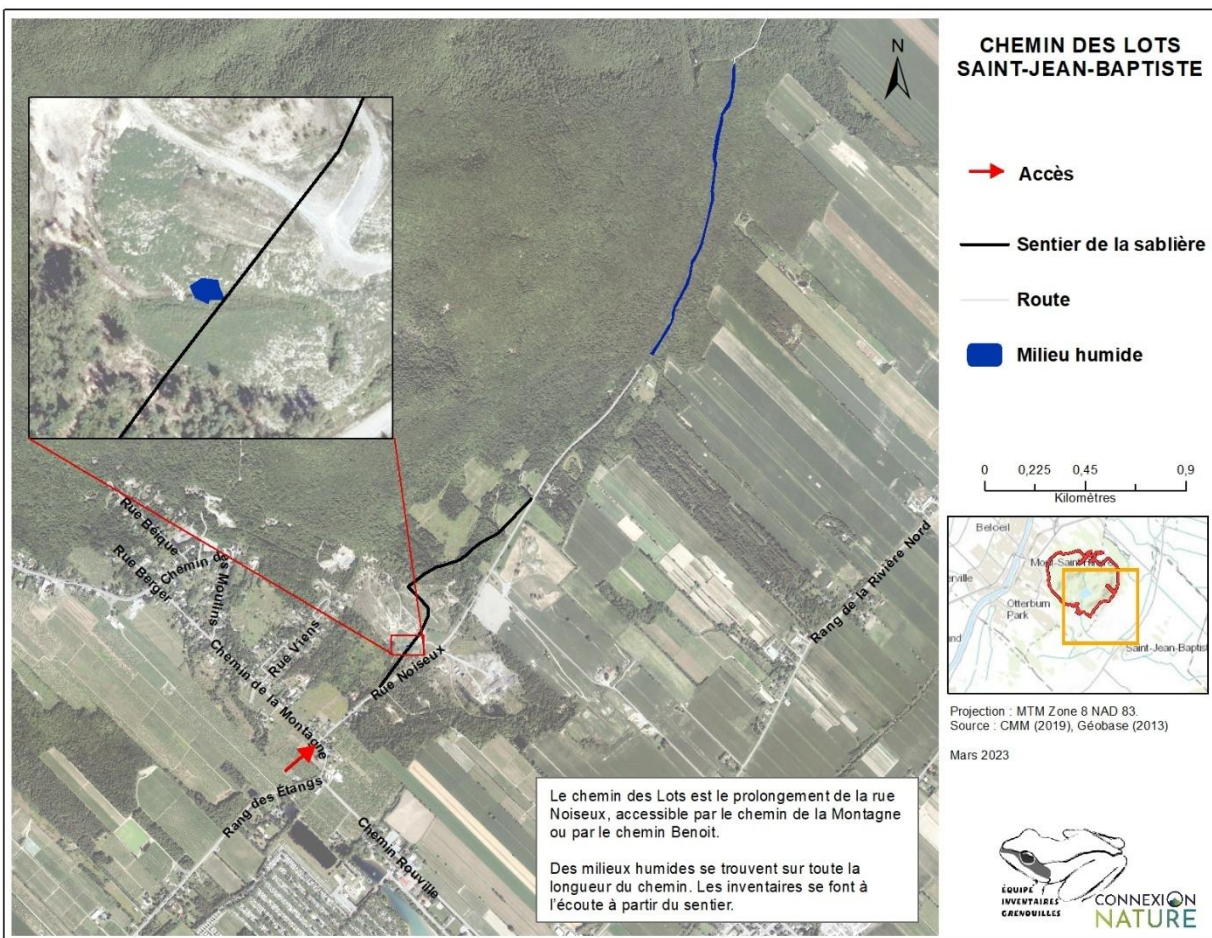 CHEMIN DES LOTS
SAINT-JEAN-BAPTISTE
N
Accès
Sentier de la sablière
Route
Milieu humide
0 0,225 0,45 0,9
Kilomètres
Rue Béique
Chemin des Moulins
Rue Berger
Rue Viens
Chemin de la Montagne
Rue Noiseux
Rang des Étangs
Chemin Rouville
Rang de la Rivière Nord
Beloeil
Otterburn
Park
Saint-Jean-Baptist
Projection : MTM Zone 8 NAD 83.
Source : CMM (2019), Géobase (2013)
Mars 2023
Le chemin des Lots est le prolongement de la rue
Noiseux, accessible par le chemin de la Montagne
ou par le chemin Benoit.
Des milieux humides se trouvent sur toute la
longueur du chemin. Les inventaires se font à
l'écoute à partir du sentier.
ÉQUIPE
INVENTAIRES
GRENOUILLES
CONNEXION
NATURE